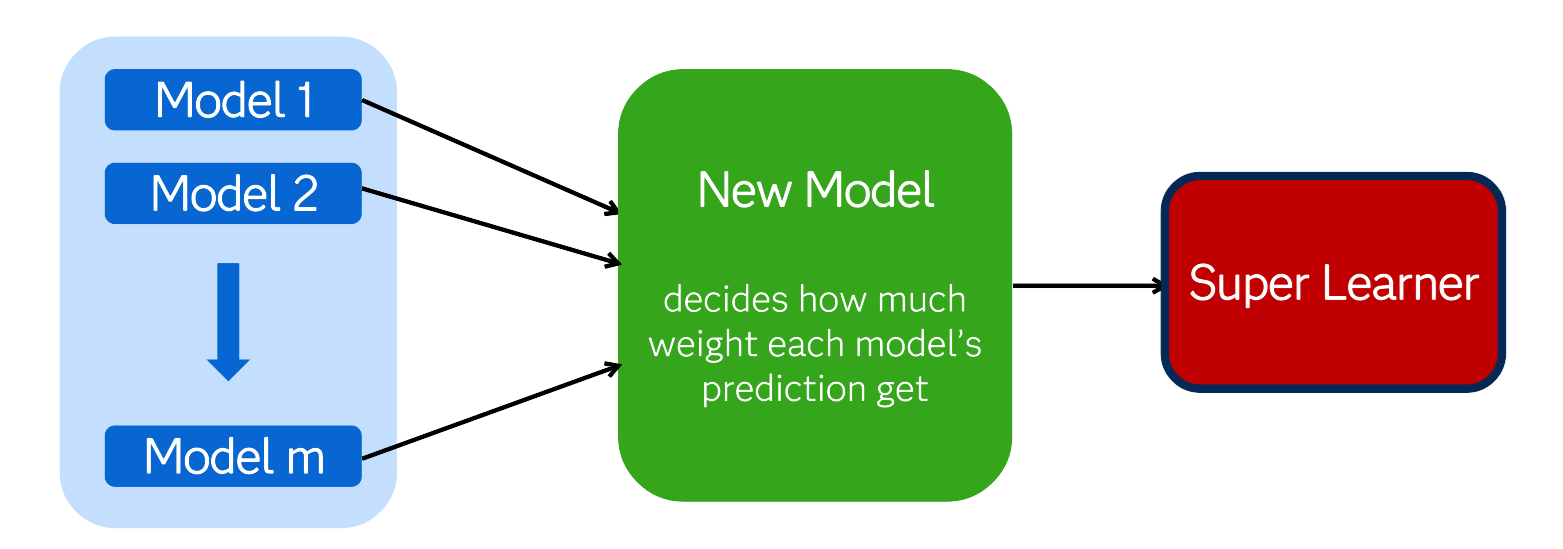 Model 1
Model 2
Model m
New Model
decides how much
weight each model's
prediction get
Super Learner